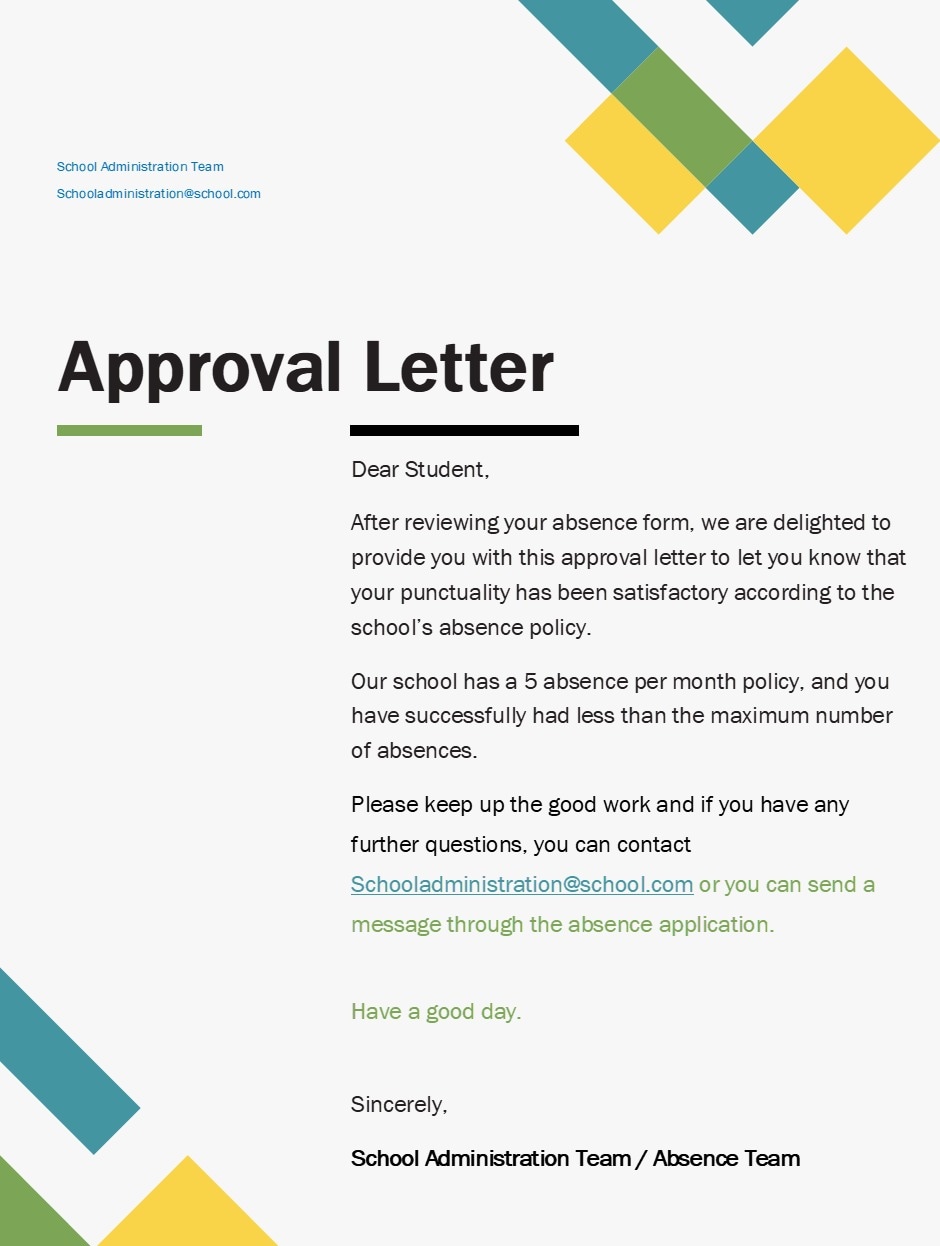 School Administration Team
Schooladministration@school.com
Approval Letter
Dear Student,
After reviewing your absence form, we are delighted to
provide you with this approval letter to let you know that
your punctuality has been satisfactory according to the
school’s absence policy.
Our school has a 5 absence per month policy, and you
have successfully had less than the maximum number
of absences.
Please keep up the good work and if you have any
further questions, you can contact
Schooladministration@school.com or you can send a
message through the absence application.
Have a good day.
Sincerely,
School Administration Team / Absence Team